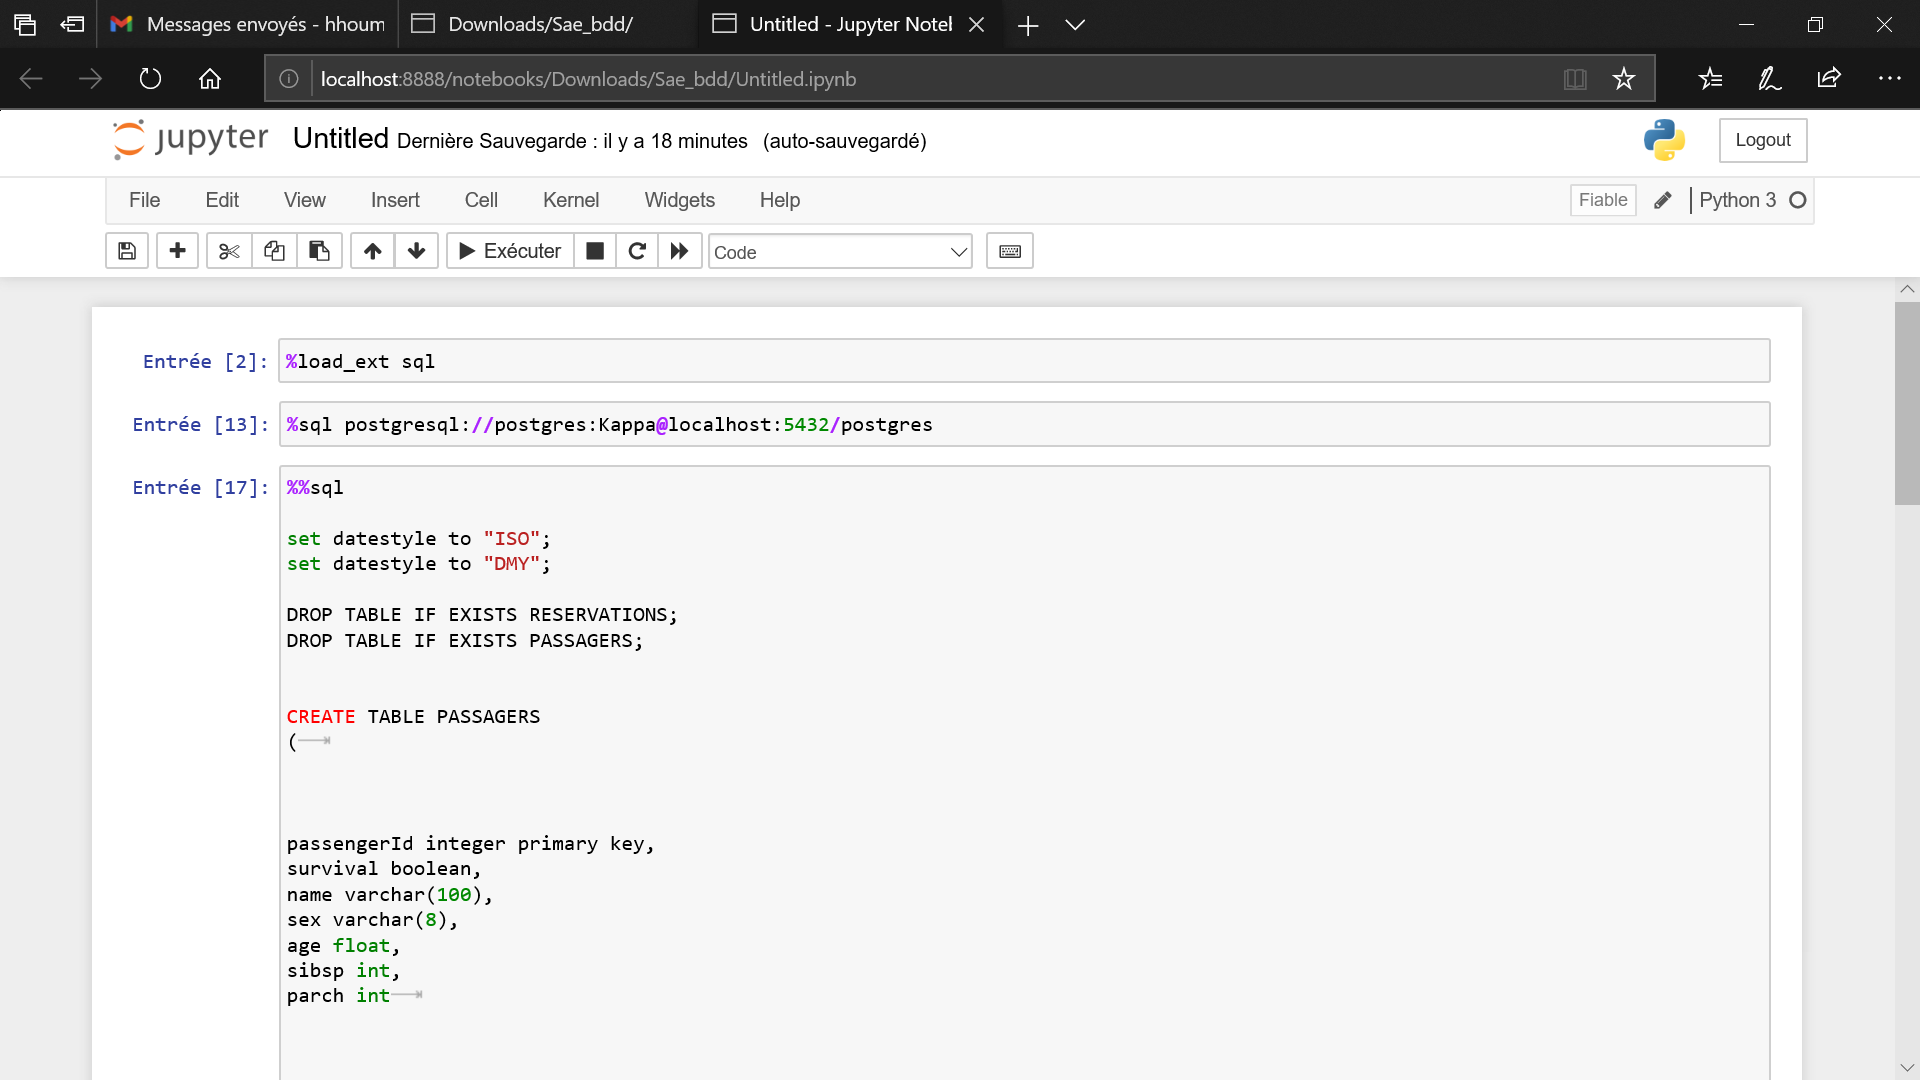 Messages envoyés - hhoum
Downloads/Sae_bdd/
Untitled - Jupyter Noteb
localhost:8888/notebooks/Downloads/Sae_bdd/Untitled.ipynb
jupyter Untitled Dernière Sauvegarde : il y a 18 minutes (auto-sauvegardé)
Logout
File Edit View Insert Cell Kernel Widgets Help
Fiable Python 3
Exécuter Code
Entrée [2]: %load_ext sql
Entrée [13]: %sql postgresql://postgres:Kappa@localhost:5432/postgres
Entrée [17]: %%sql
set datestyle to "ISO";
set datestyle to "DMY";
DROP TABLE IF EXISTS RESERVATIONS;
DROP TABLE IF EXISTS PASSAGERS;
CREATE TABLE PASSAGERS
(
passengerId integer primary key,
survival boolean,
name varchar(100),
sex varchar(8),
age float,
sibsp int,
parch int